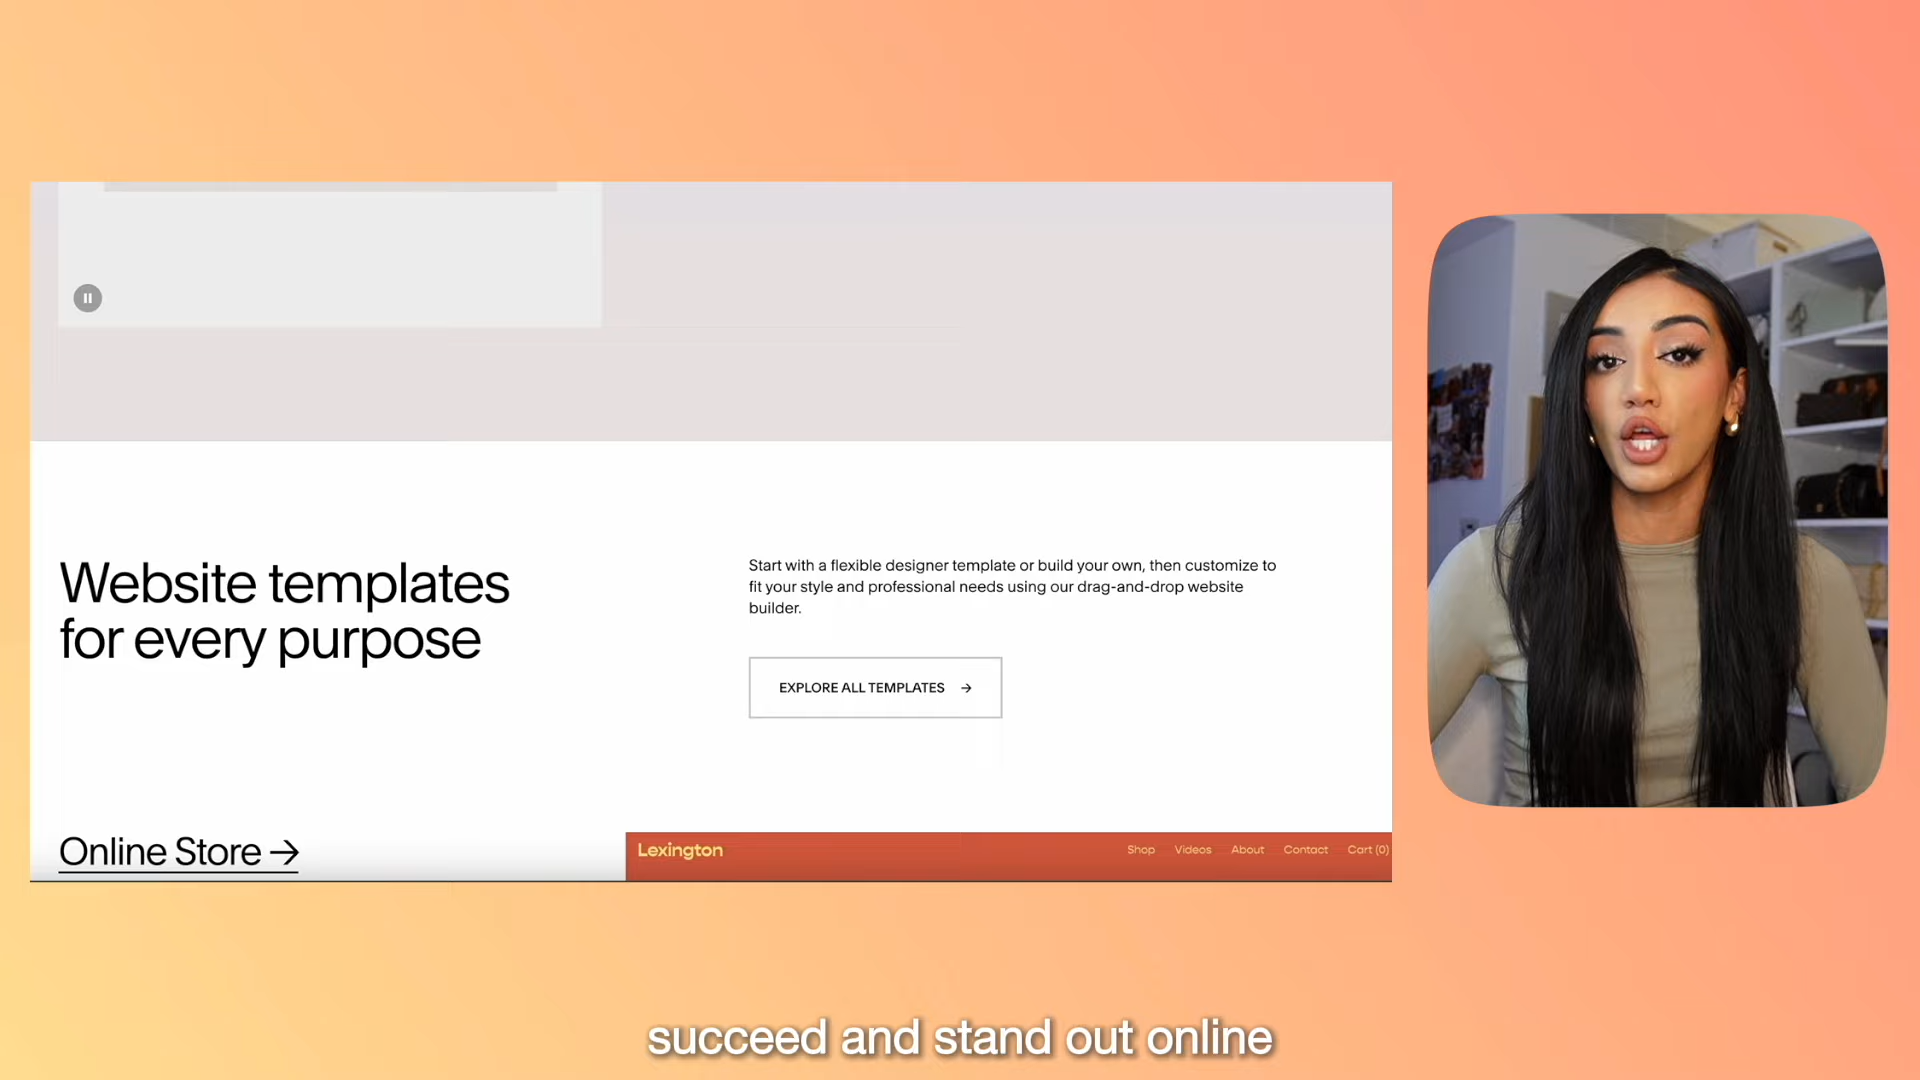 Website templates
for every purpose
Start with a flexible designer template or build your own, then customize to
fit your style and professional needs using our drag-and-drop website
builder.
EXPLORE ALL TEMPLATES →
Online Store →
Lexington
Shop Videos About Contact Cart (0)
succeed and stand out online